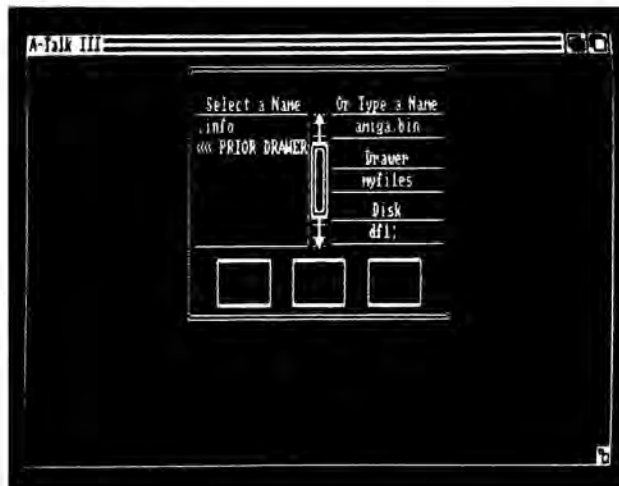 A-Talk III
Select a Name
.info
<<< PRIOR DRAWER
Or Type a Name
amiga.bin
Drawer
myfiles
Disk
df1: